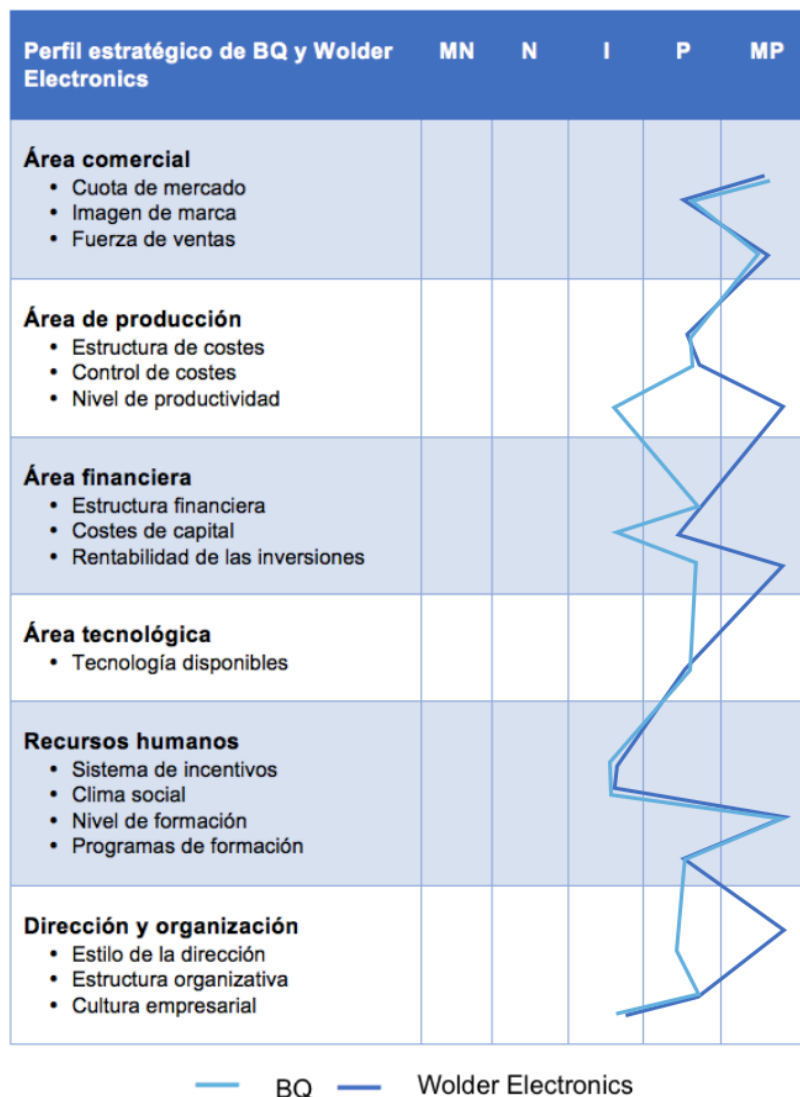 Perfil estratégico de BQ y Wolder MN N I P MP
Electronics
Área comercial
• Cuota de mercado
• Imagen de marca
• Fuerza de ventas
Área de producción
• Estructura de costes
• Control de costes
• Nivel de productividad
Área financiera
• Estructura financiera
• Costes de capital
• Rentabilidad de las inversiones
Área tecnológica
• Tecnología disponibles
Recursos humanos
• Sistema de incentivos
• Clima social
• Nivel de formación
• Programas de formación
Dirección y organización
• Estilo de la dirección
• Estructura organizativa
• Cultura empresarial
BQ Wolder Electronics